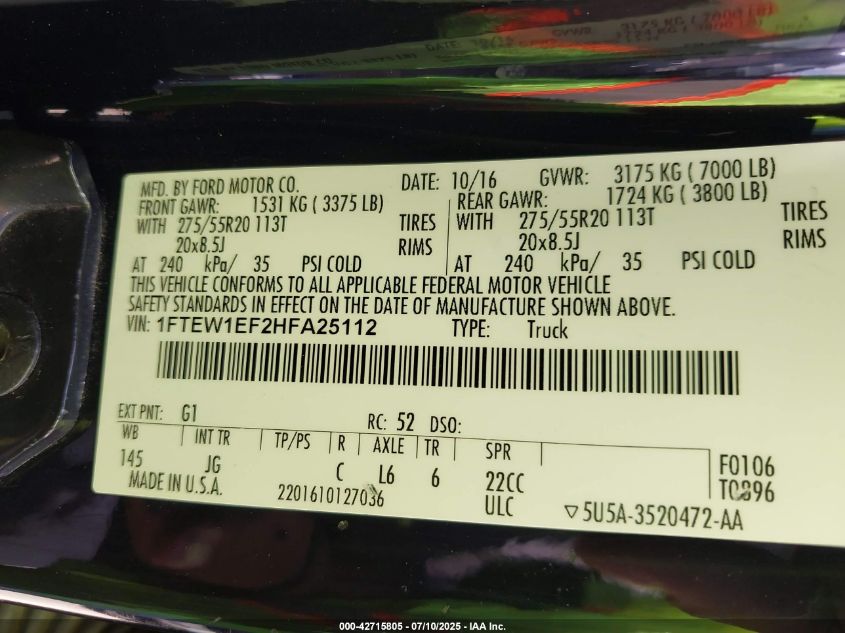 MFD. BY FORD MOTOR CO. DATE: 10/16 GVWR: 3175 KG ( 7000 LB)
FRONT GAWR: 1531 KG ( 3375 LB) REAR GAWR: 1724 KG ( 3800 LB)
WITH 275/55R20 113T TIRES WITH 275/55R20 113T TIRES
20x8.5J RIMS 20x8.5J RIMS
AT 240 kPa/ 35 PSI COLD AT 240 kPa/ 35 PSI COLD
THIS VEHICLE CONFORMS TO ALL APPLICABLE FEDERAL MOTOR VEHICLE
SAFETY STANDARDS IN EFFECT ON THE DATE OF MANUFACTURE SHOWN ABOVE.
VIN: 1FTEW1EF2HFA25112 TYPE: Truck
EXT PNT: G1 RC: 52 DSO:
WB INT TR TP/PS R AXLE TR SPR
145 JG C L6 6 22CC F0106
MADE IN U.S.A. 2201610127036 ULC T0896
▽5U5A-3520472-AA
000-42715805 - 07/10/2025 - IAA Inc.